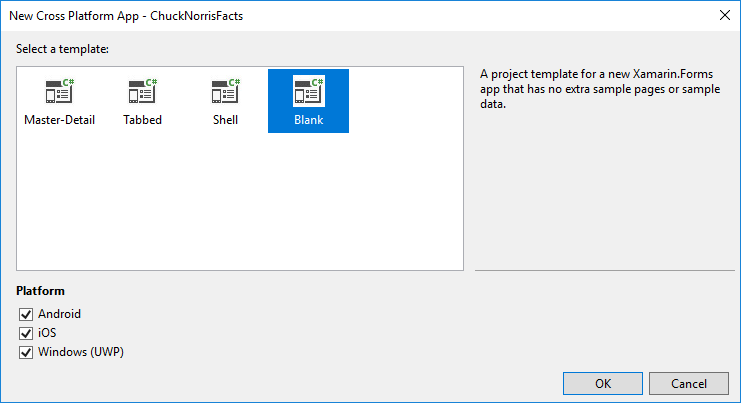 New Cross Platform App - ChuckNorrisFacts
Select a template:
C# C# C# C#
Master-Detail Tabbed Shell Blank
A project template for a new Xamarin.Forms
app that has no extra sample pages or sample
data.
Platform
Android
iOS
Windows (UWP)
OK Cancel